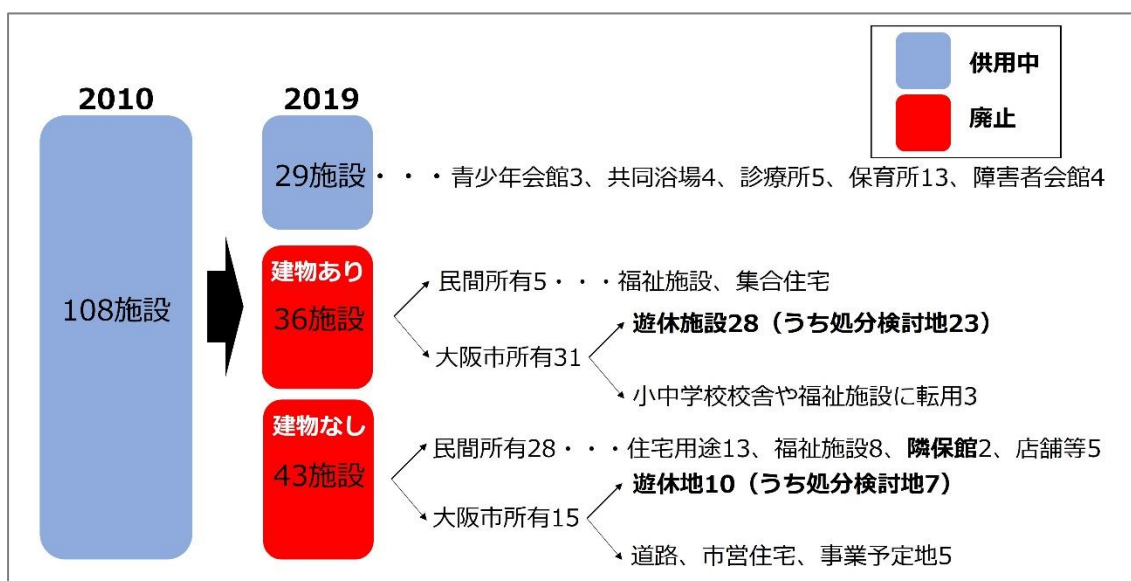 供用中
廃止
2010
2019
108施設
29施設・・・青少年会館3、共同浴場4、診療所5、保育所13、障害者会館4
建物あり
36施設
民間所有5・・・福祉施設、集合住宅
大阪市所有31
遊休施設28（うち処分検討地23）
小中学校校舎や福祉施設に転用3
建物なし
43施設
民間所有28・・・住宅用途13、福祉施設8、隣保館2、店舗等5
大阪市所有15
遊休地10（うち処分検討地7）
道路、市営住宅、事業予定地5